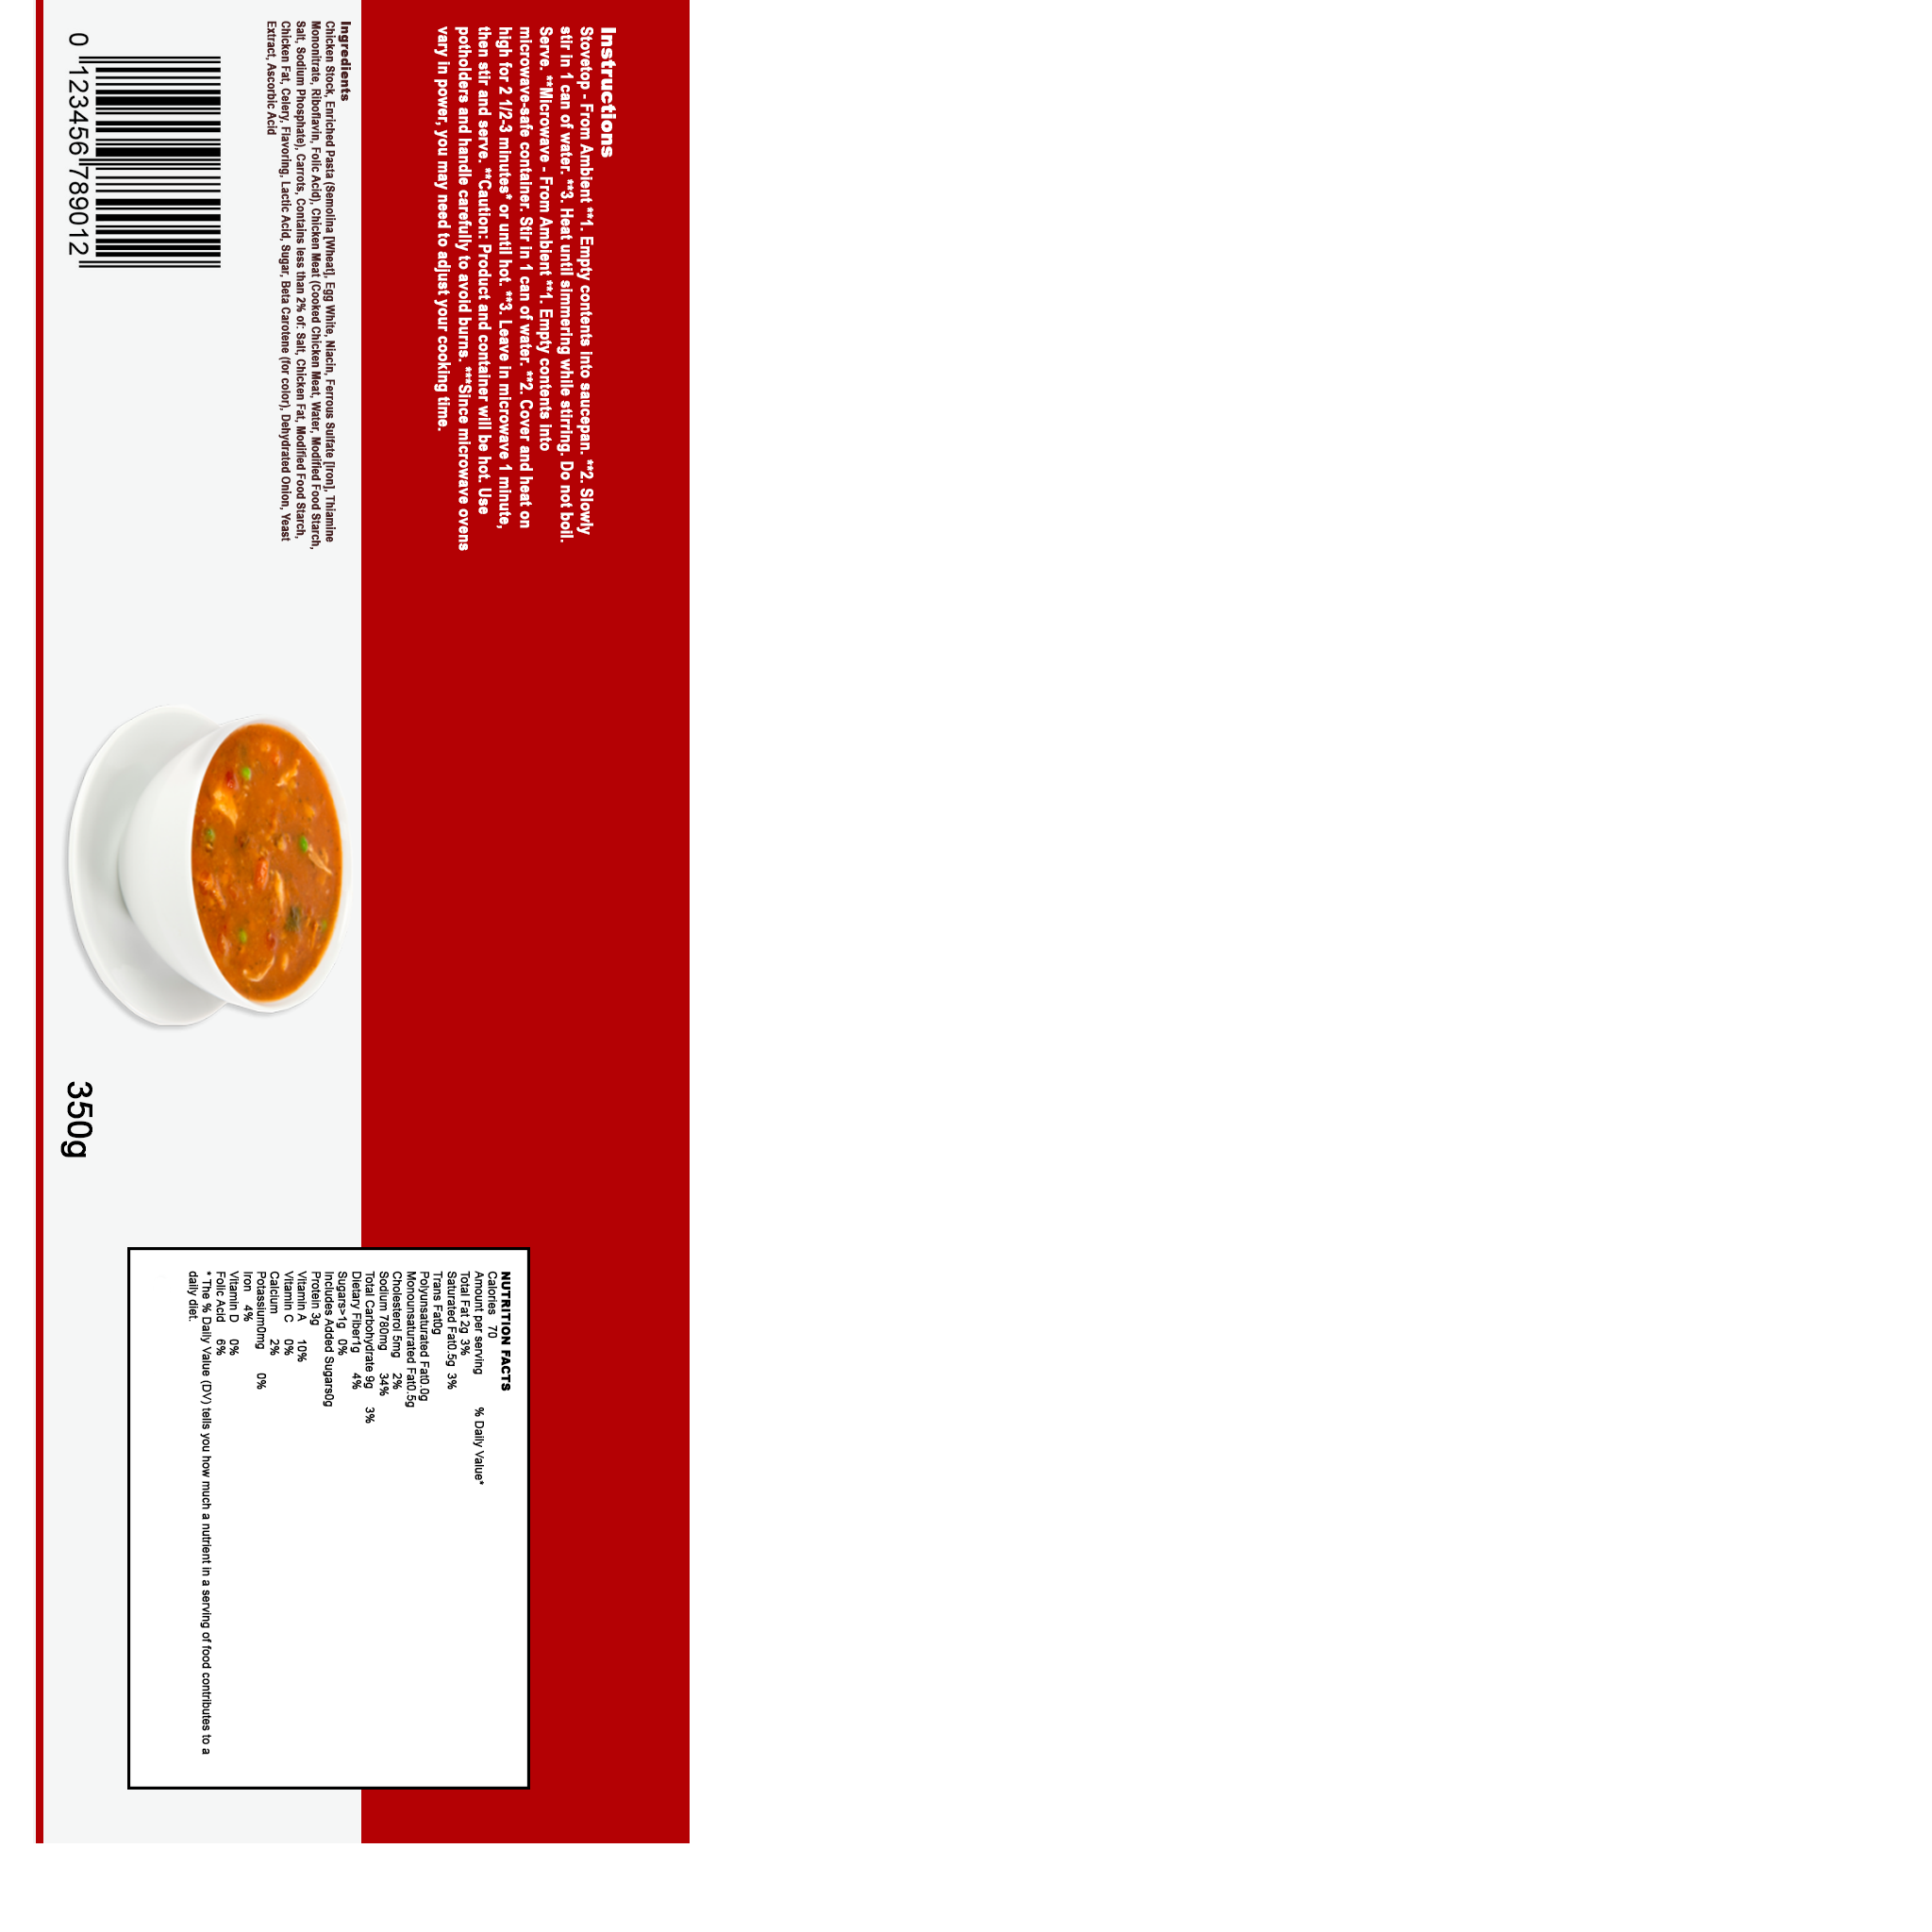 Instructions
Stovetop - From Ambient **1. Empty contents into saucepan. **2. Slowly
stir in 1 can of water. **3. Heat until simmering while stirring. Do not boil.
Serve. **Microwave - From Ambient **1. Empty contents into
microwave-safe container. Stir in 1 can of water. **2. Cover and heat on
high for 2 1/2-3 minutes* or until hot. **3. Leave in microwave 1 minute,
then stir and serve. **Caution: Product and container will be hot. Use
potholders and handle carefully to avoid burns. ***Since microwave ovens
vary in power, you may need to adjust your cooking time.
Ingredients
Chicken Stock, Enriched Pasta (Semolina [Wheat], Egg White, Niacin, Ferrous Sulfate [Iron], Thiamine
Mononitrate, Riboflavin, Folic Acid), Chicken Meat (Cooked Chicken Meat, Water, Modified Food Starch,
Salt, Sodium Phosphate), Carrots, Contains less than 2% of: Salt, Chicken Fat, Modified Food Starch,
Chicken Fat, Celery, Flavoring, Lactic Acid, Sugar, Beta Carotene (for color), Dehydrated Onion, Yeast
Extract, Ascorbic Acid
0 123456 789012
350g
NUTRITION FACTS
Calories 70
Amount per serving % Daily Value*
Total Fat 2g 3%
Saturated Fat0.5g 3%
Trans Fat0g
Polyunsaturated Fat0.0g
Monounsaturated Fat0.5g
Cholesterol 5mg 2%
Sodium 780mg 34%
Total Carbohydrate 9g 3%
Dietary Fiber1g 4%
Sugars>1g 0%
Includes Added Sugars0g
Protein 3g
Vitamin A 10%
Vitamin C 0%
Calcium 2%
Potassium0mg 0%
Iron 4%
Vitamin D 0%
Folic Acid 6%
* The % Daily Value (DV) tells you how much a nutrient in a serving of food contributes to a
daily diet.